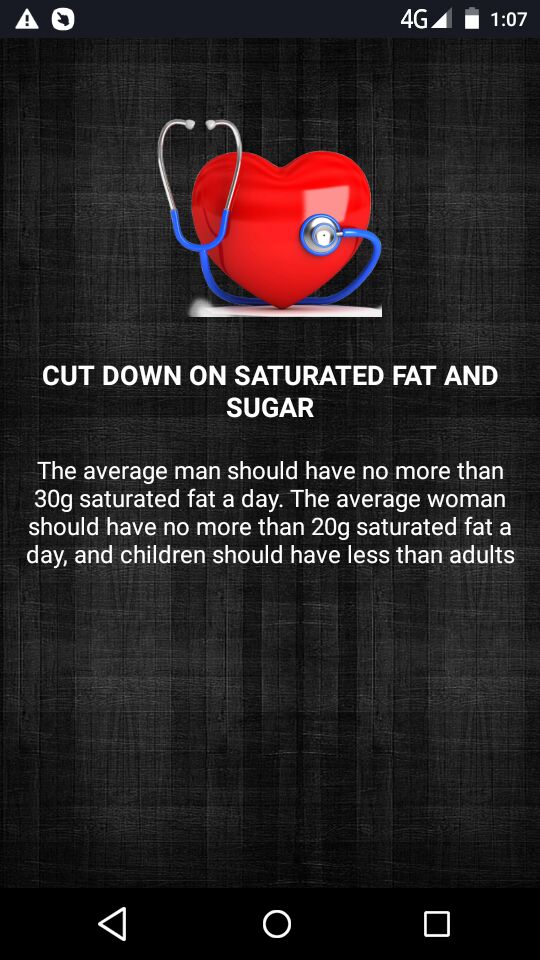 4G 1:07
CUT DOWN ON SATURATED FAT AND
SUGAR
The average man should have no more than
30g saturated fat a day. The average woman
should have no more than 20g saturated fat a
day, and children should have less than adults